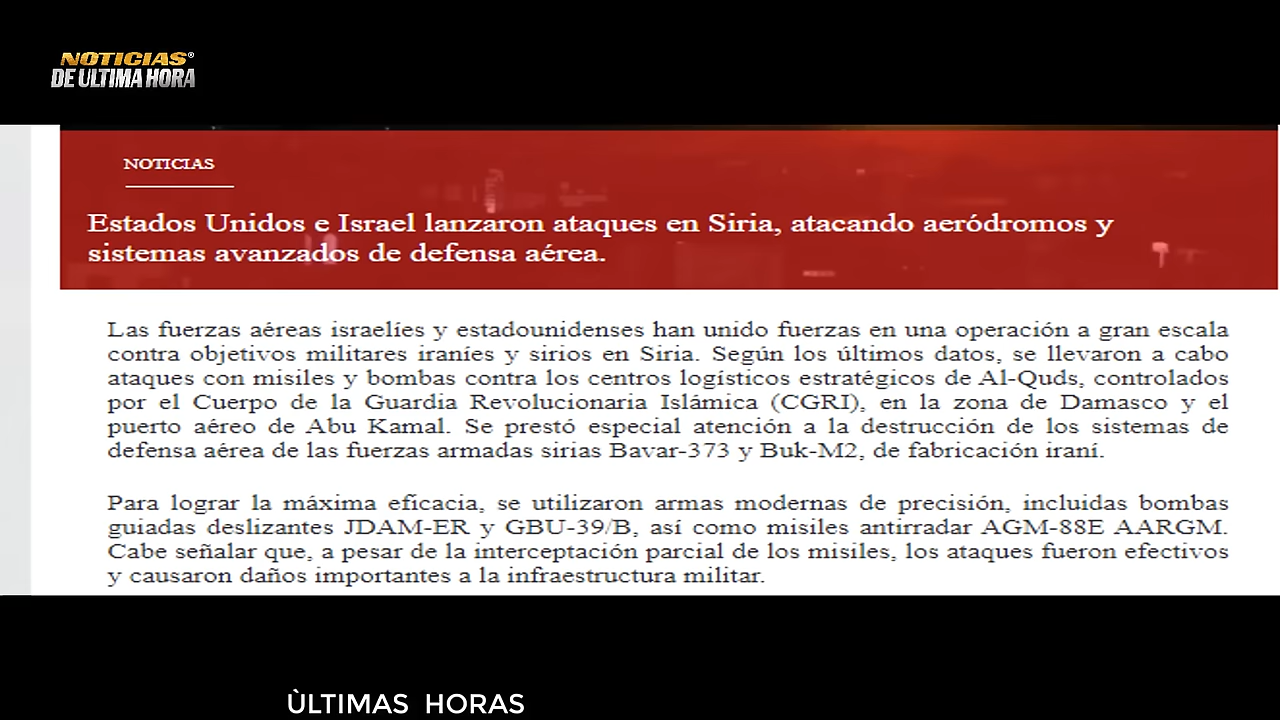 NOTICIAS®
DE ULTIMA HORA
NOTICIAS
Estados Unidos e Israel lanzaron ataques en Siria, atacando aeródromos y
sistemas avanzados de defensa aérea.
Las fuerzas aéreas israelíes y estadounidenses han unido fuerzas en una operación a gran escala
contra objetivos militares iraníes y sirios en Siria. Según los últimos datos, se llevaron a cabo
ataques con misiles y bombas contra los centros logísticos estratégicos de Al-Quds, controlados
por el Cuerpo de la Guardia Revolucionaria Islámica (CGRI), en la zona de Damasco y el
puerto aéreo de Abu Kamal. Se prestó especial atención a la destrucción de los sistemas de
defensa aérea de las fuerzas armadas sirias Bavar-373 y Buk-M2, de fabricación iraní.
Para lograr la máxima eficacia, se utilizaron armas modernas de precisión, incluidas bombas
guiadas deslizantes JDAM-ER y GBU-39/B, así como misiles antirradar AGM-88E AARGM.
Cabe señalar que, a pesar de la interceptación parcial de los misiles, los ataques fueron efectivos
y causaron daños importantes a la infraestructura militar.
ÙLTIMAS HORAS